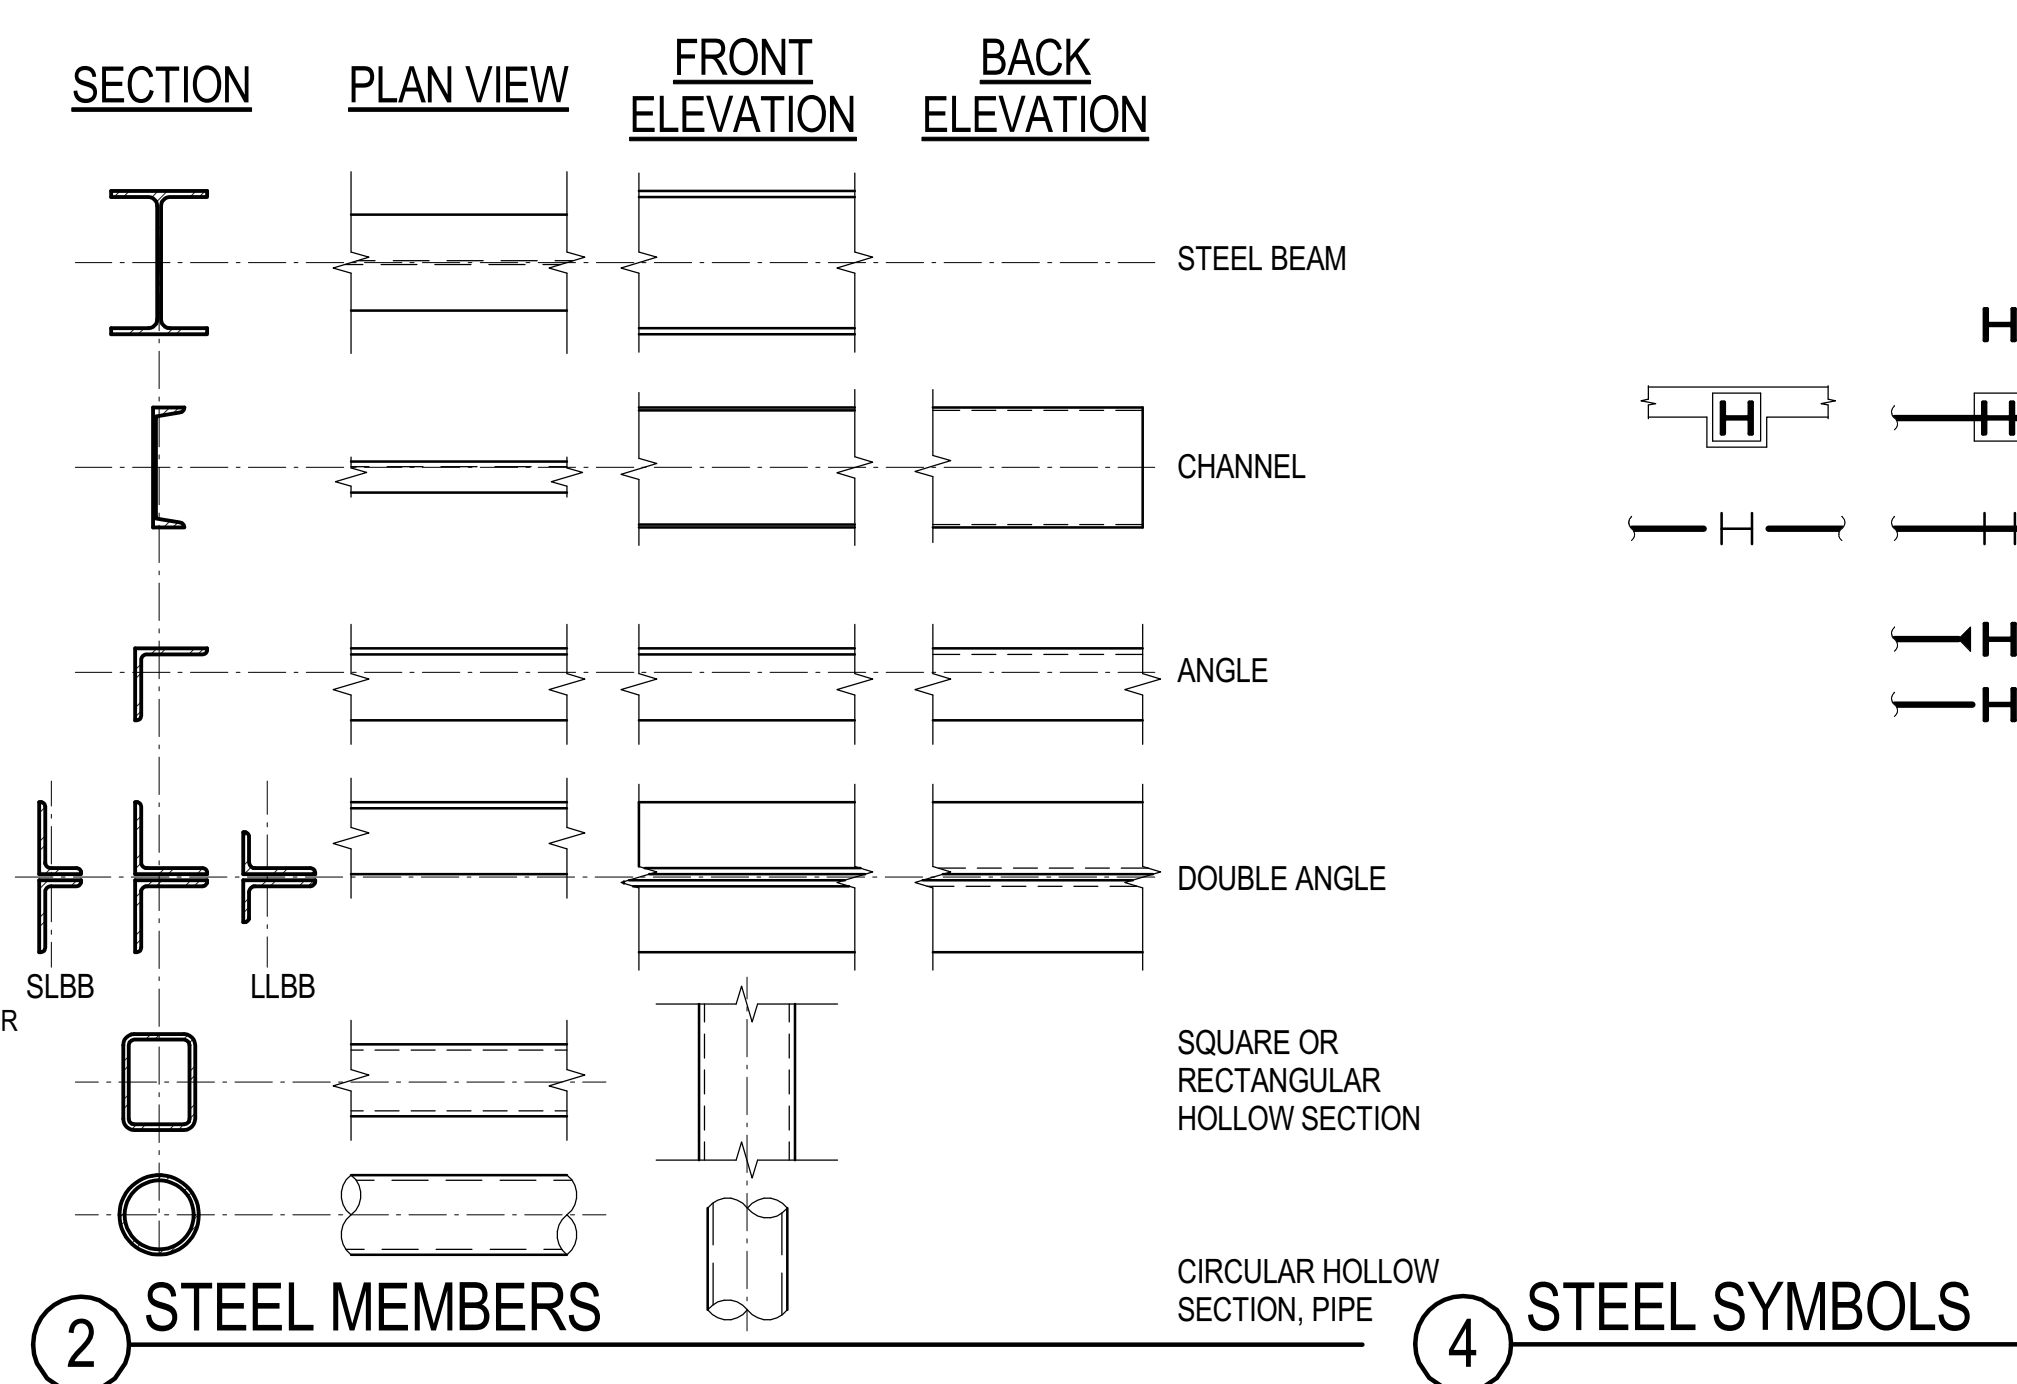 SECTION
PLAN VIEW
FRONT
ELEVATION
BACK
ELEVATION
STEEL BEAM
CHANNEL
ANGLE
DOUBLE ANGLE
SLBB
LLBB
R
SQUARE OR
RECTANGULAR
HOLLOW SECTION
CIRCULAR HOLLOW
SECTION, PIPE
2
STEEL MEMBERS
4
STEEL SYMBOLS